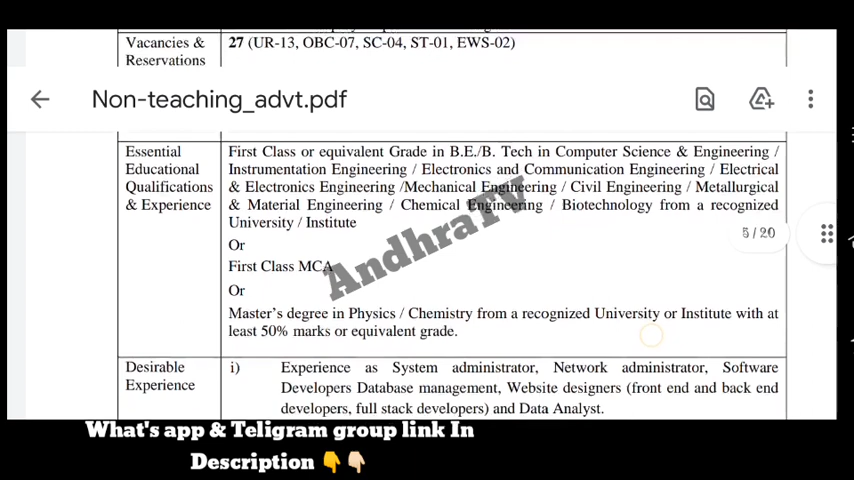 Vacancies &
27 (UR-13, OBC-07, SC-04, ST-01, EWS-02)
Reservations
Non-teaching_advt.pdf
Essential
Educational
Qualifications
& Experience
First Class or equivalent Grade in B.E./B. Tech in Computer Science & Engineering /
Instrumentation Engineering / Electronics and Communication Engineering / Electrical
& Electronics Engineering /Mechanical Engineering / Civil Engineering / Metallurgical
& Material Engineering / Chemical Engineering / Biotechnology from a recognized
University / Institute
Or
First Class MCA
Or
Master's degree in Physics / Chemistry from a recognized University or Institute with at
least 50% marks or equivalent grade.
5/20
AndhraTv
Desirable
Experience
i) Experience as System administrator, Network administrator, Software
Developers Database management, Website designers (front end and back end
developers, full stack developers) and Data Analyst.
What's app & Teligram group link In
Description 👇👇🏻